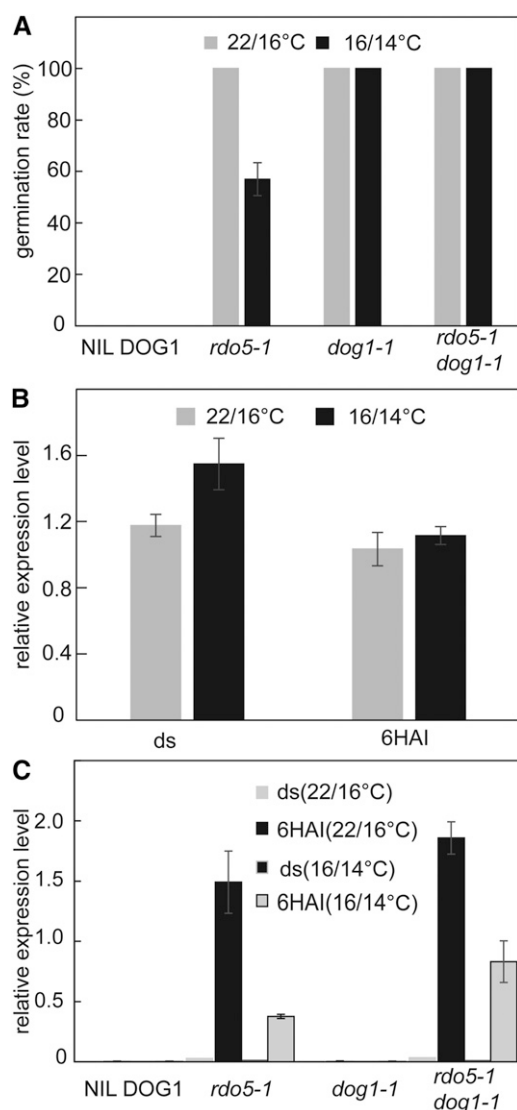 A
22/16°C 16/14°C
germination rate (%)
100
80
60
40
20
0
NIL DOG1 rdo5-1 dog1-1 rdo5-1
dog1-1
B
22/16°C 16/14°C
relative expression level
1.6
1.2
0.8
0.4
0
ds 6HAI
C
ds(22/16°C)
6HAI(22/16°C)
ds(16/14°C)
6HAI(16/14°C)
relative expression level
2.0
1.5
1.0
0.5
0
NIL DOG1 rdo5-1 dog1-1 rdo5-1
dog1-1